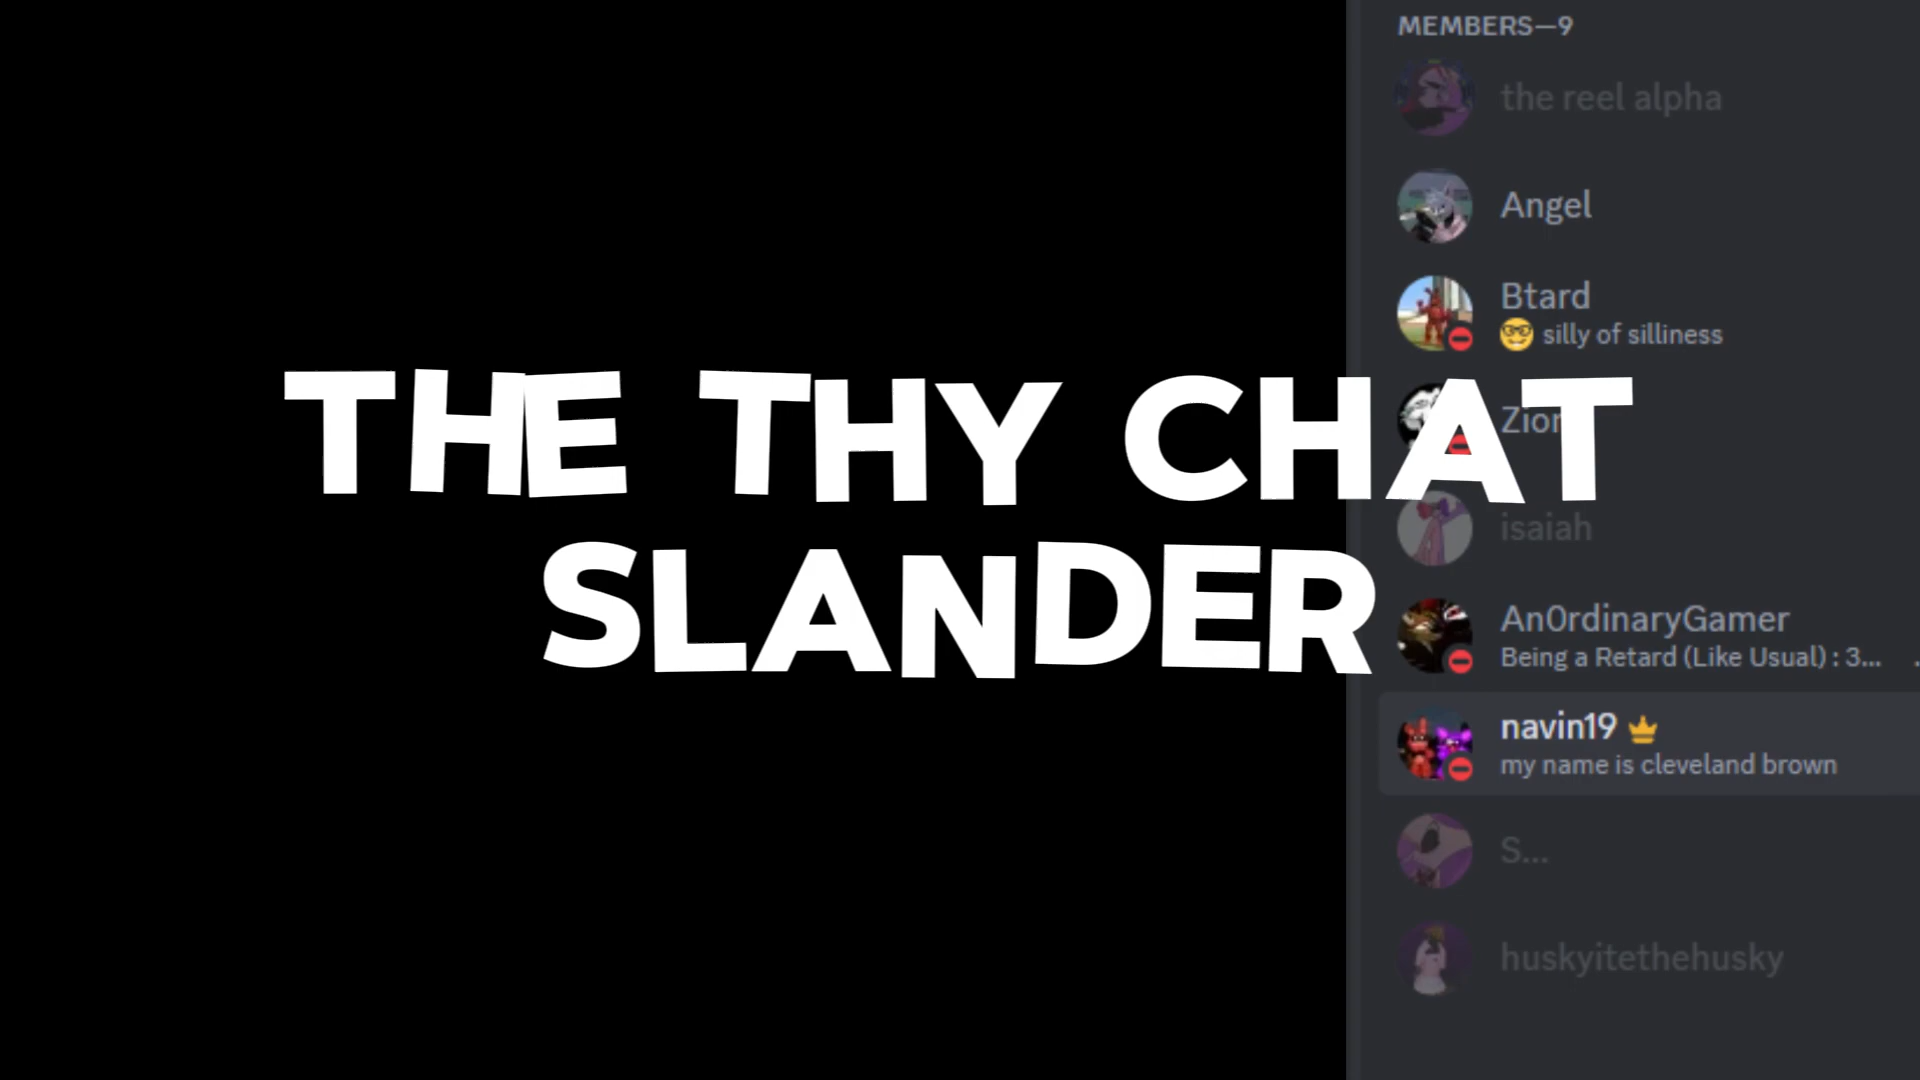 MEMBERS—9
the reel alpha
Angel
Btard
🤓 silly of silliness
THE THY CHAT
Zion
SLANDER
isaiah
An0rdinaryGamer
Being a Retard (Like Usual) : 3...
navin19
my name is cleveland brown
S...
huskyitethehusky